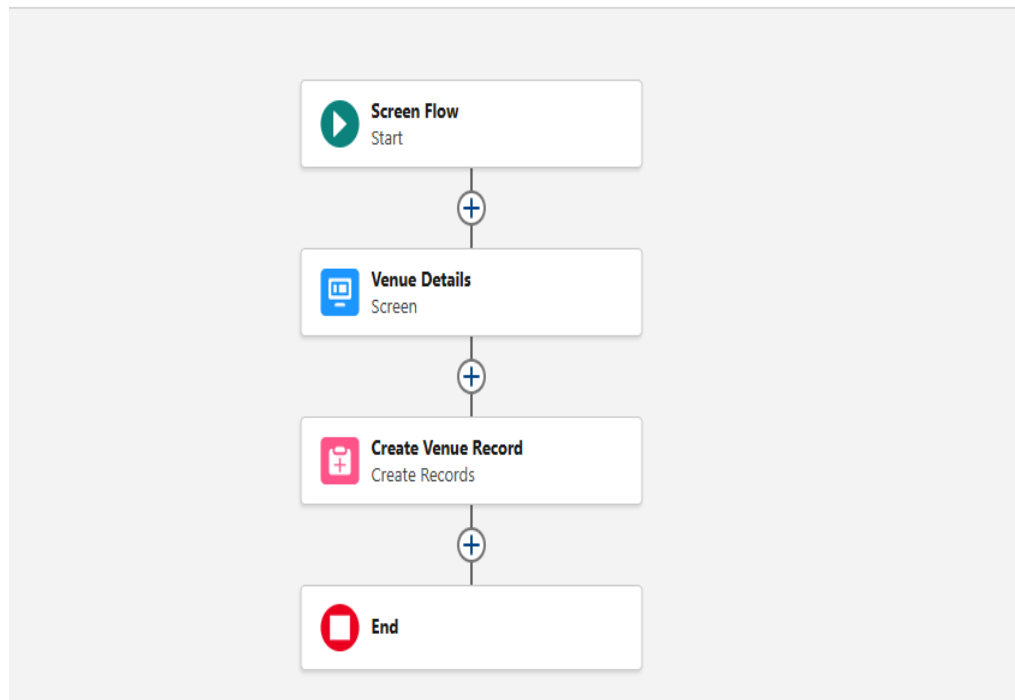 Screen Flow
Start
Venue Details
Screen
Create Venue Record
Create Records
End